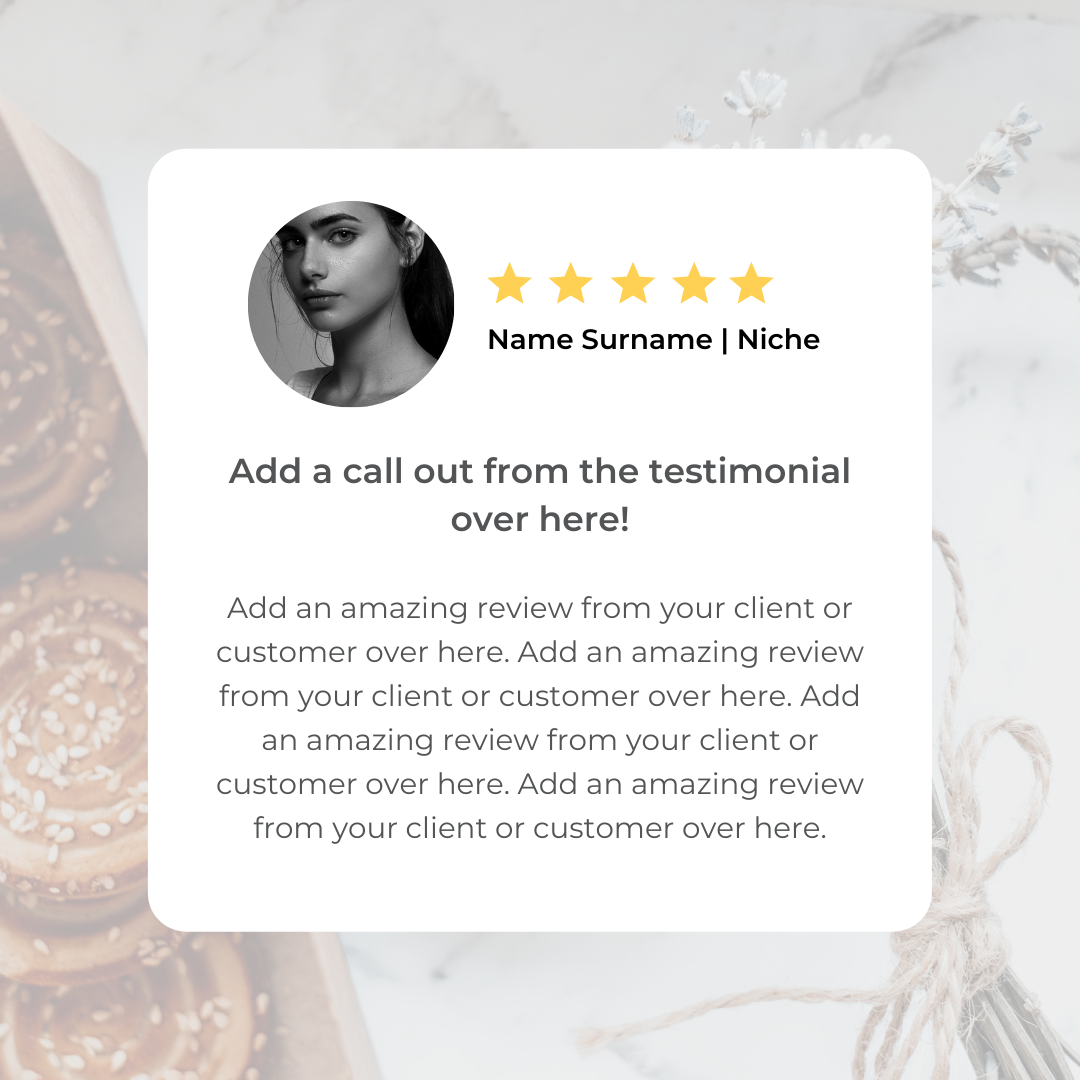 Name Surname | Niche
Add a call out from the testimonial
over here!
Add an amazing review from your client or
customer over here. Add an amazing review
from your client or customer over here. Add
an amazing review from your client or
customer over here. Add an amazing review
from your client or customer over here.